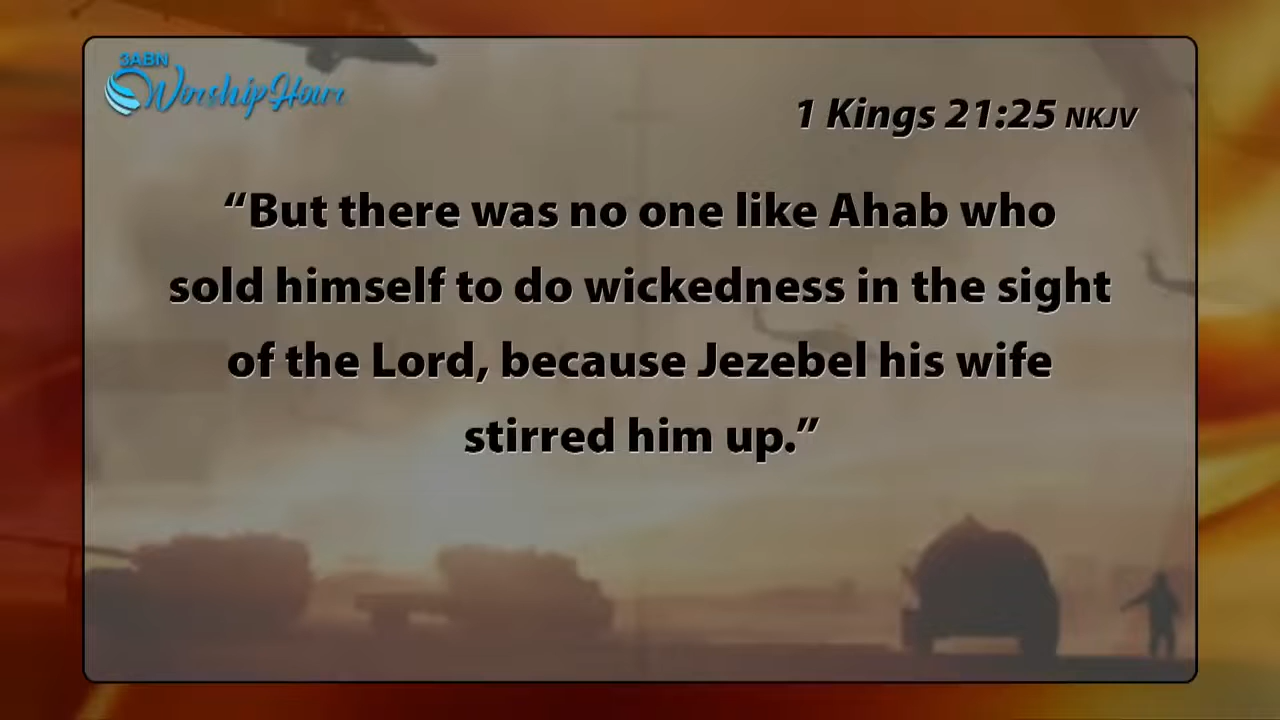 3ABN
Worship Hour
1 Kings 21:25 NKJV
“But there was no one like Ahab who
sold himself to do wickedness in the sight
of the Lord, because Jezebel his wife
stirred him up.”